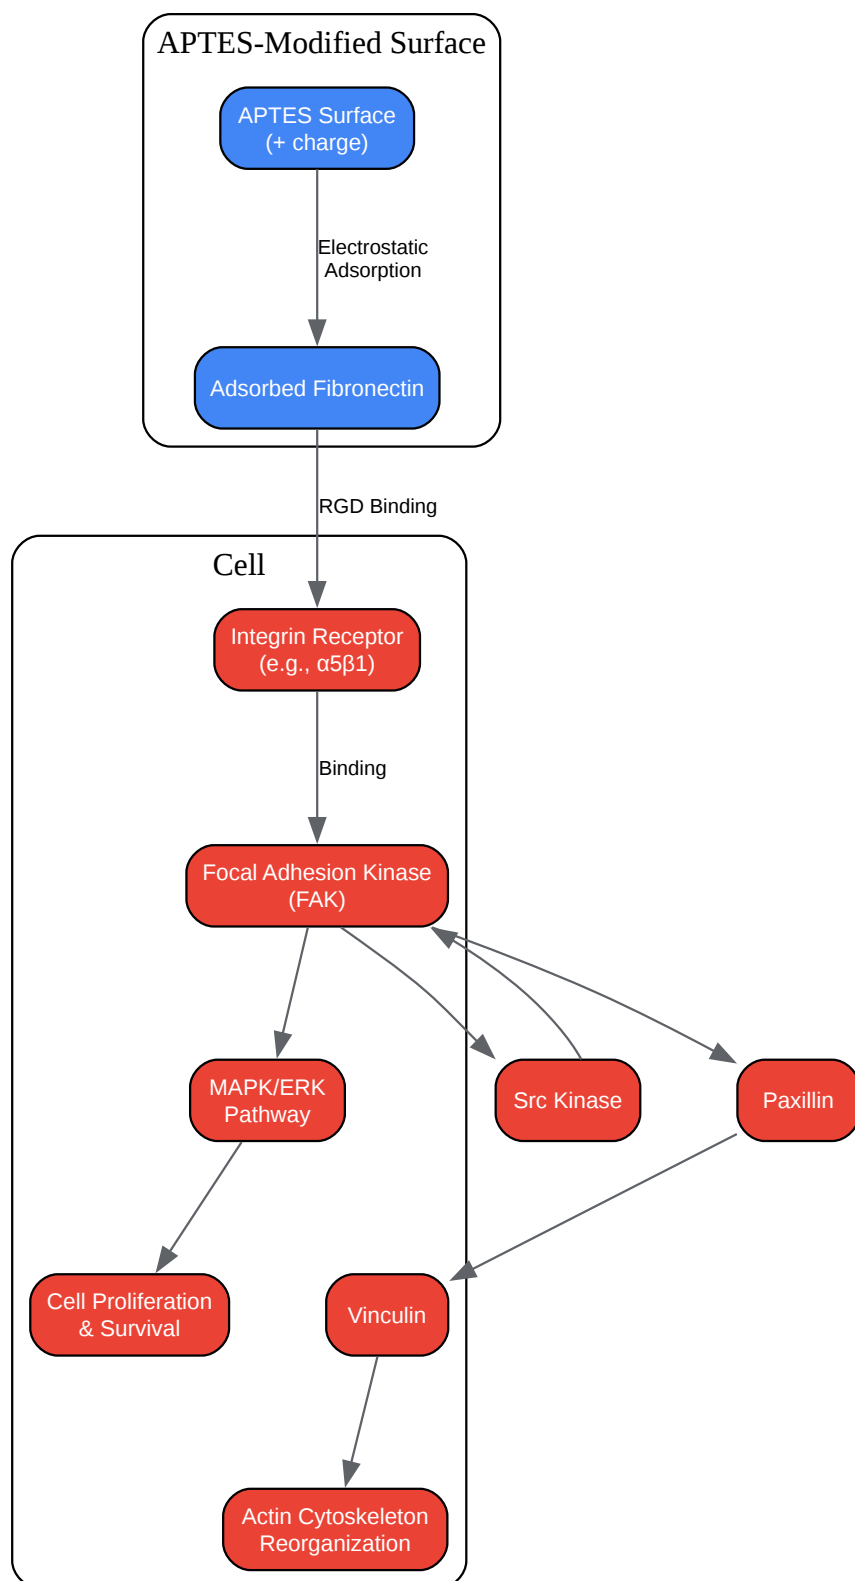 APTES-Modified Surface
APTES Surface
(+ charge)
Electrostatic
Adsorption
Adsorbed Fibronectin
RGD Binding
Cell
Integrin Receptor
(e.g., α5β1)
Binding
Focal Adhesion Kinase
(FAK)
MAPK/ERK
Pathway
Src Kinase
Paxillin
Cell Proliferation
& Survival
Vinculin
Actin Cytoskeleton
Reorganization